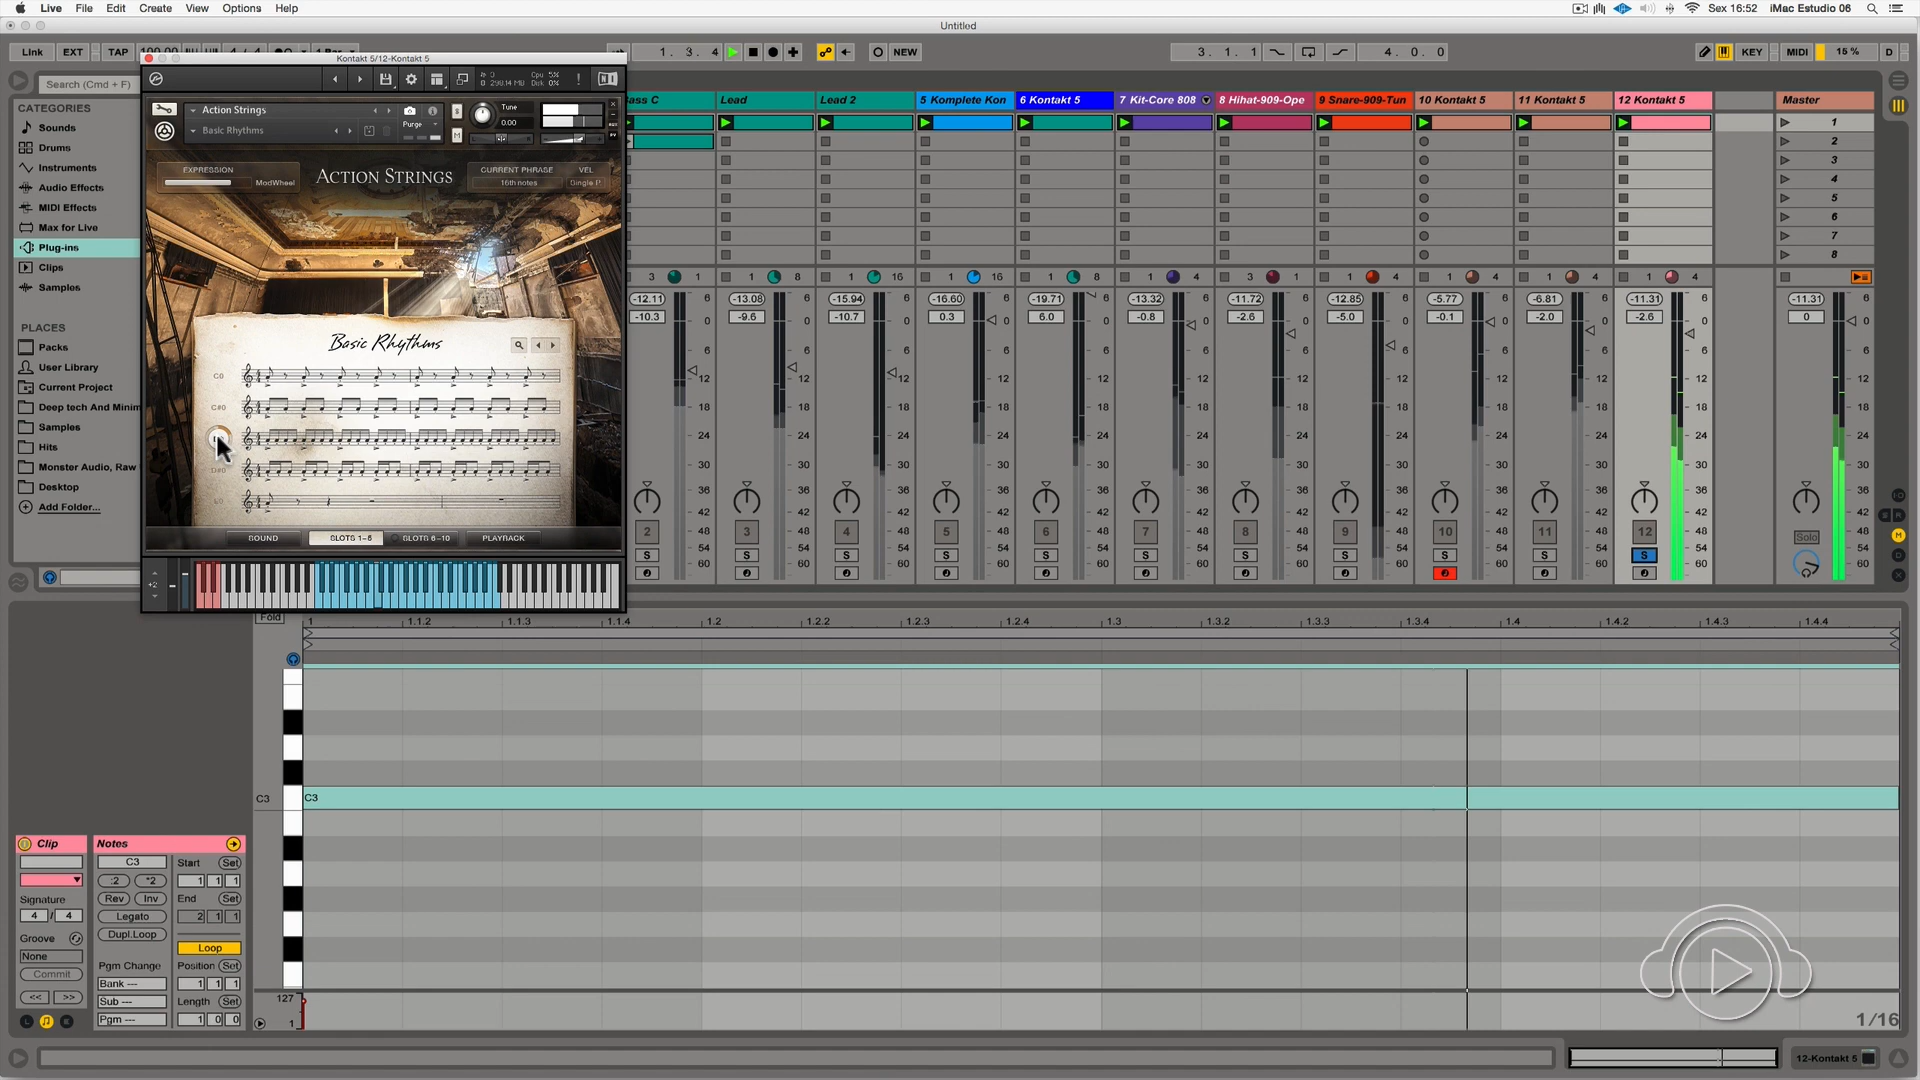 Live File Edit Create View Options Help
Sex 16:52 iMac Estudio 06
Untitled
Link EXT TAP 100.00 4 / 4 1 Bar
1. 3. 4 NEW 3. 1. 1 4. 0. 0 KEY MIDI 15 % D
Kontakt 5/12-Kontakt 5
Search (Cmd + F)
CATEGORIES
Sounds
Drums
Instruments
Audio Effects
MIDI Effects
Max for Live
Plug-ins
Clips
Samples
PLACES
Packs
User Library
Current Project
Deep tech And Minim
Samples
Hits
Monster Audio, Raw
Desktop
Add Folder...
Action Strings
Basic Rhythms
Purge
Tune
0.00
EXPRESSION
ModWheel
ACTION STRINGS
CURRENT PHRASE
16th notes
VEL
Basic Rhythms
C0
C#0
D#0
SOUND SLOTS 1-5 SLOTS 6-10 PLAYBACK
+2
ass C Lead Lead 2 5 Komplete Kon 6 Kontakt 5 7 Kit-Core 808 8 Hihat-909-Ope 9 Snare-909-Tun 10 Kontakt 5 11 Kontakt 5 12 Kontakt 5 Master
1
2
3
4
5
6
7
8
3 1 1 8 1 16 1 16 1 8 1 4 3 1 1 4 1 4 1 4 1 4
-12.11 -13.08 -15.94 -16.60 -19.71 -13.32 -11.72 -12.85 -5.77 -6.81 -11.31 -11.31
-10.3 -9.6 -10.7 0.3 6.0 -0.8 -2.6 -5.0 -0.1 -2.0 -2.6 0
6
0
6
12
18
24
30
36
42
48
54
60
2 3 4 5 6 7 8 9 10 11 12 Solo
S S S S S S S S S S S
Fold
1 1.1.2 1.1.3 1.1.4 1.2 1.2.2 1.2.3 1.2.4 1.3 1.3.2 1.3.3 1.3.4 1.4 1.4.2 1.4.3 1.4.4
C3 C3
Clip
Signature
4 / 4
Groove
None
Commit
<< >>
Notes
C3
:2 *2
Rev Inv
Legato
Dupl.Loop
Pgm Change
Bank ---
Sub ---
Pgm ---
Start Set
1 1 1
End Set
2 1 1
Loop
Position Set
1 1 1
Length Set
1 0 0
127
1
1/16
12-Kontakt 5